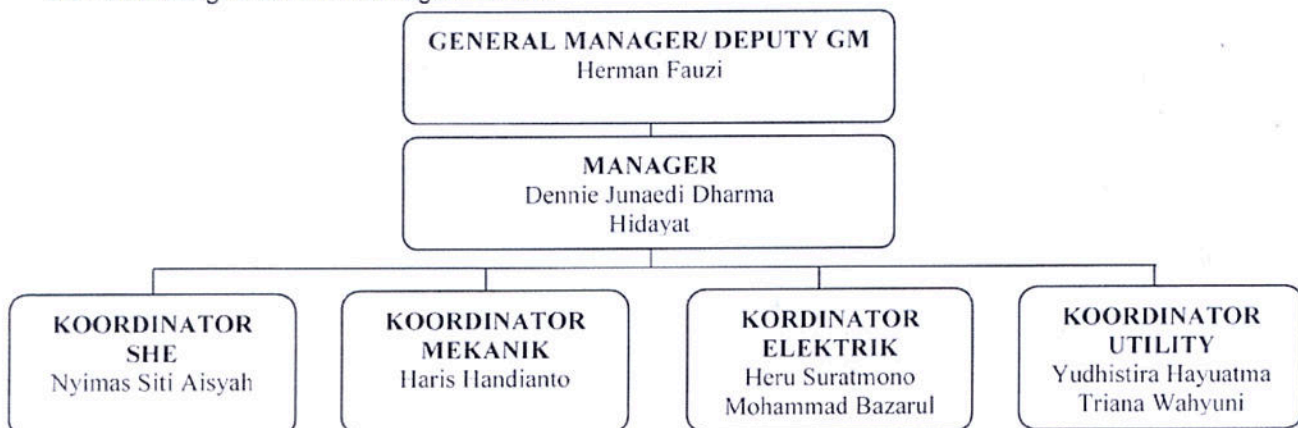 GENERAL MANAGER/ DEPUTY GM
Herman Fauzi
MANAGER
Dennie Junaedi Dharma
Hidayat
KOORDINATOR
SHE
Nyimas Siti Aisyah
KOORDINATOR
MEKANIK
Haris Handianto
KORDINATOR
ELEKTRIK
Heru Suratmono
Mohammad Bazarul
KOORDINATOR
UTILITY
Yudhistira Hayuatma
Triana Wahyuni